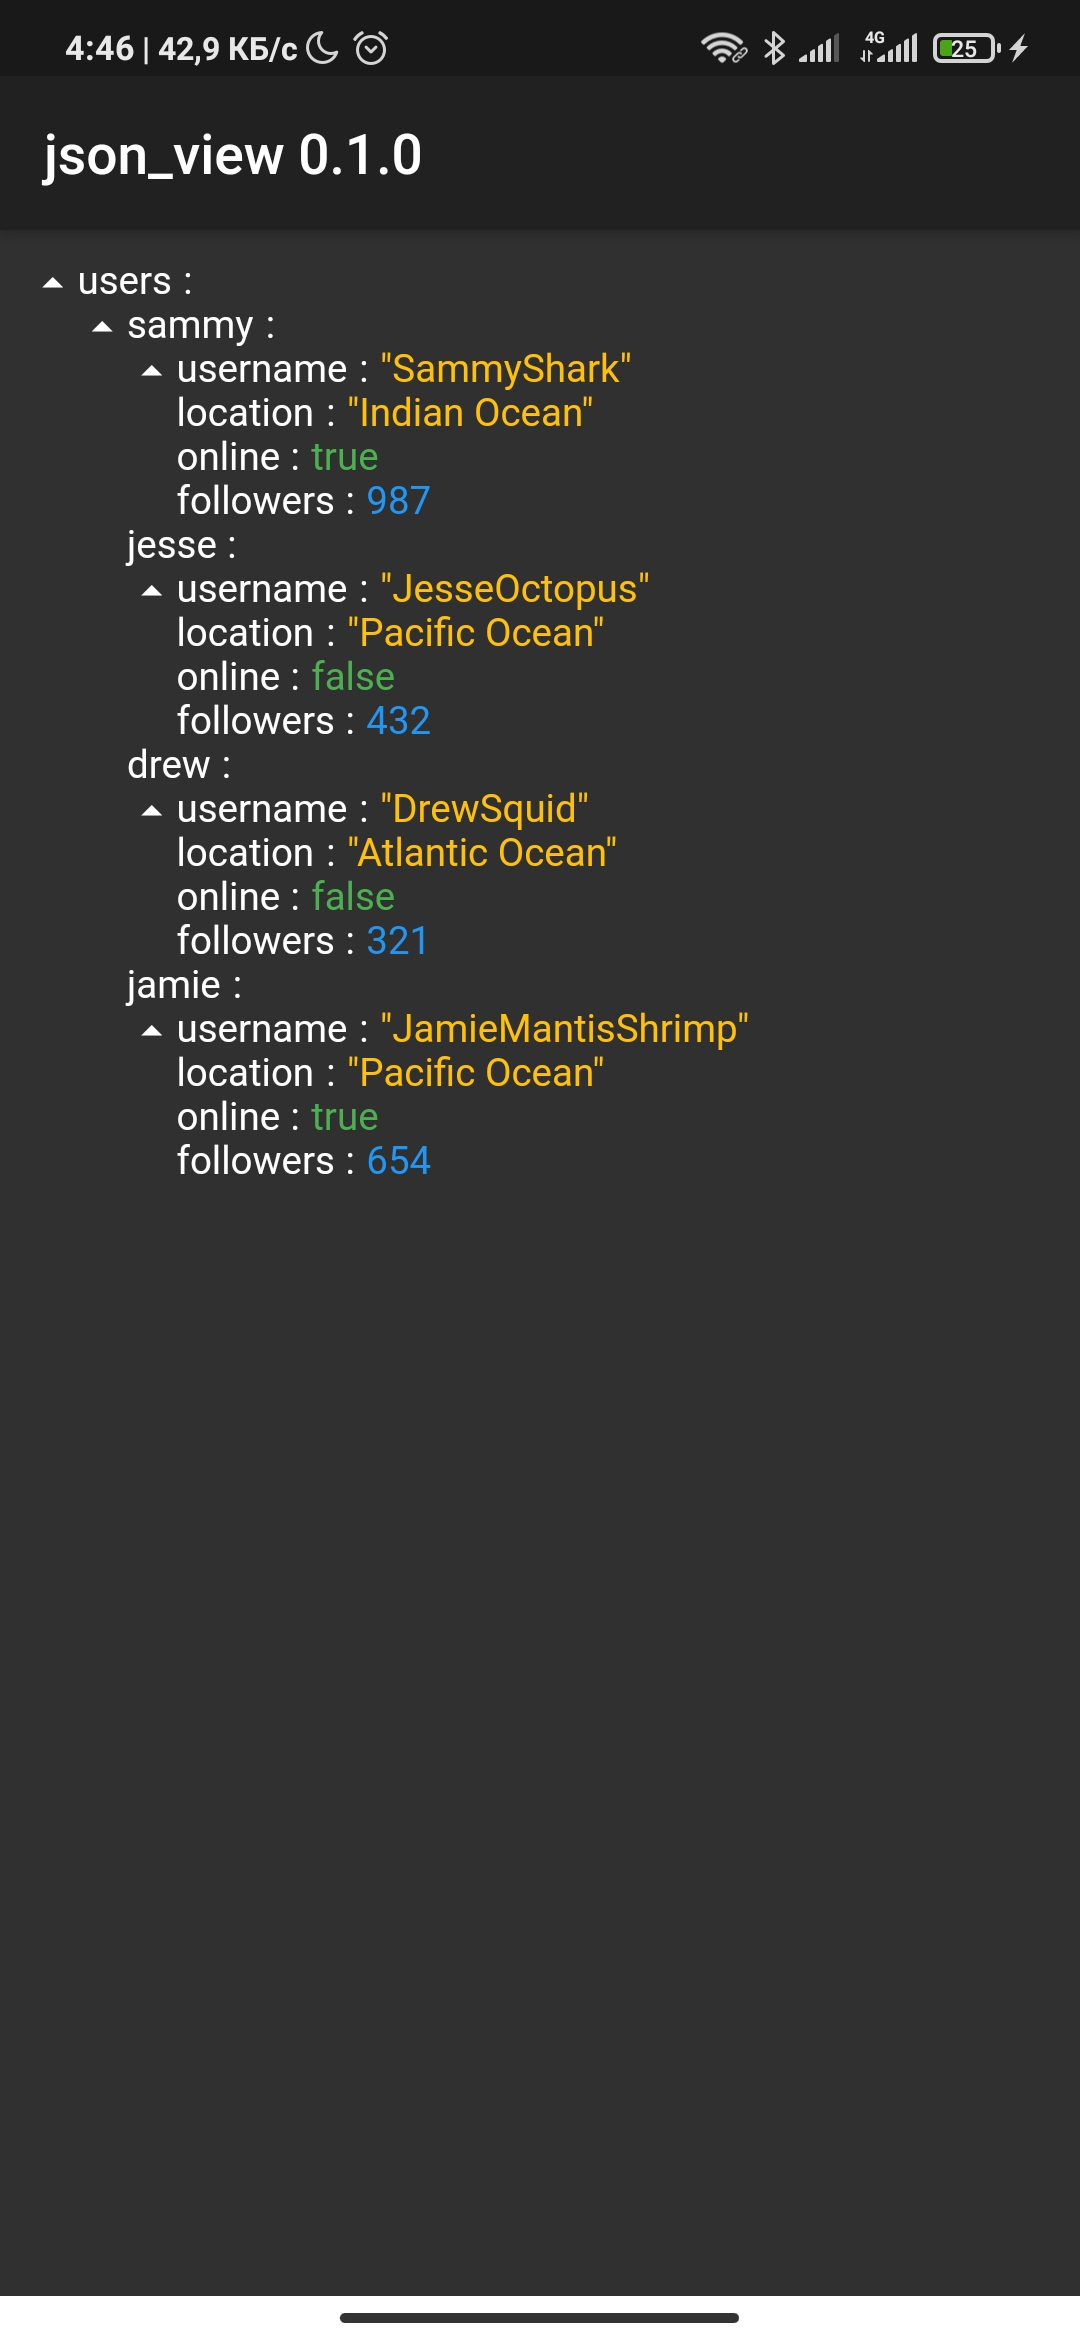 4:46 | 42,9 КБ/с
4G
25
json_view 0.1.0
users :
sammy :
username : "SammyShark"
location : "Indian Ocean"
online : true
followers : 987
jesse :
username : "JesseOctopus"
location : "Pacific Ocean"
online : false
followers : 432
drew :
username : "DrewSquid"
location : "Atlantic Ocean"
online : false
followers : 321
jamie :
username : "JamieMantisShrimp"
location : "Pacific Ocean"
online : true
followers : 654